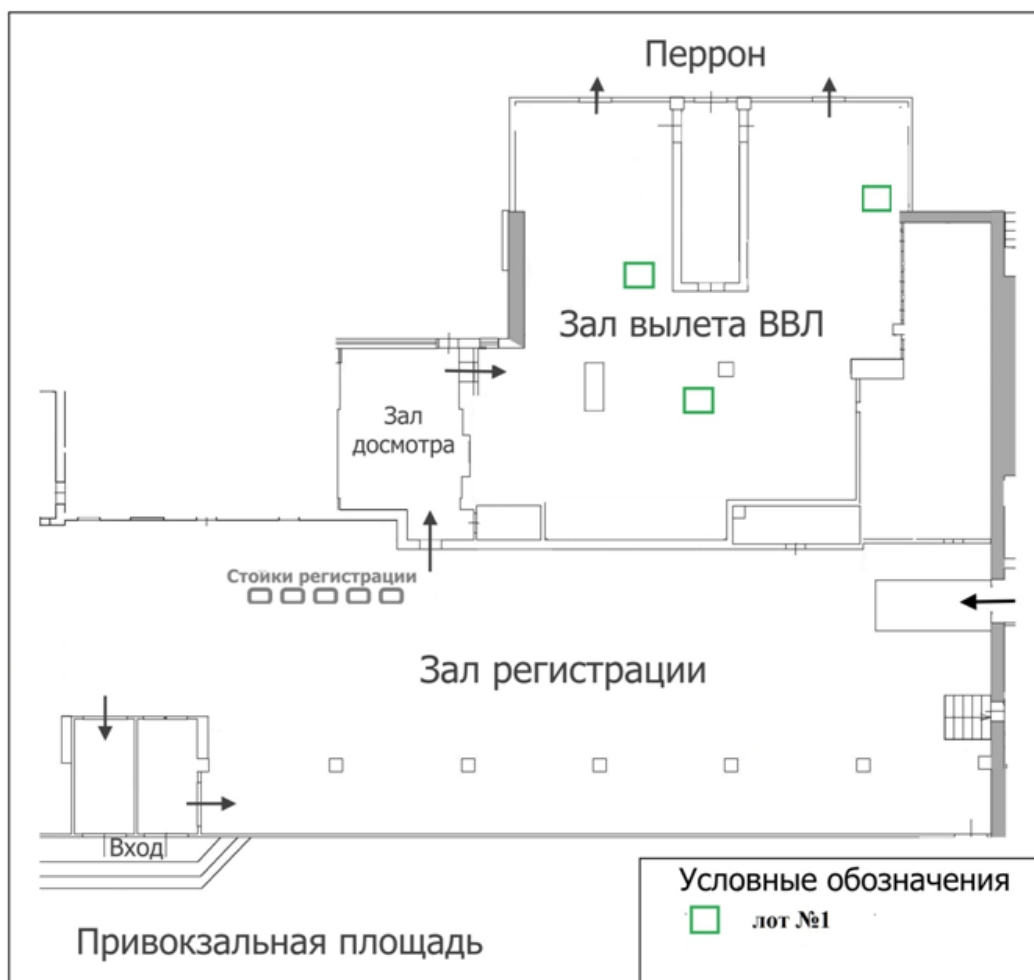 Перрон
Зал вылета ВВЛ
Зал
досмотра
Стойки регистрации
Зал регистрации
Вход
Привокзальная площадь
Условные обозначения
лот №1